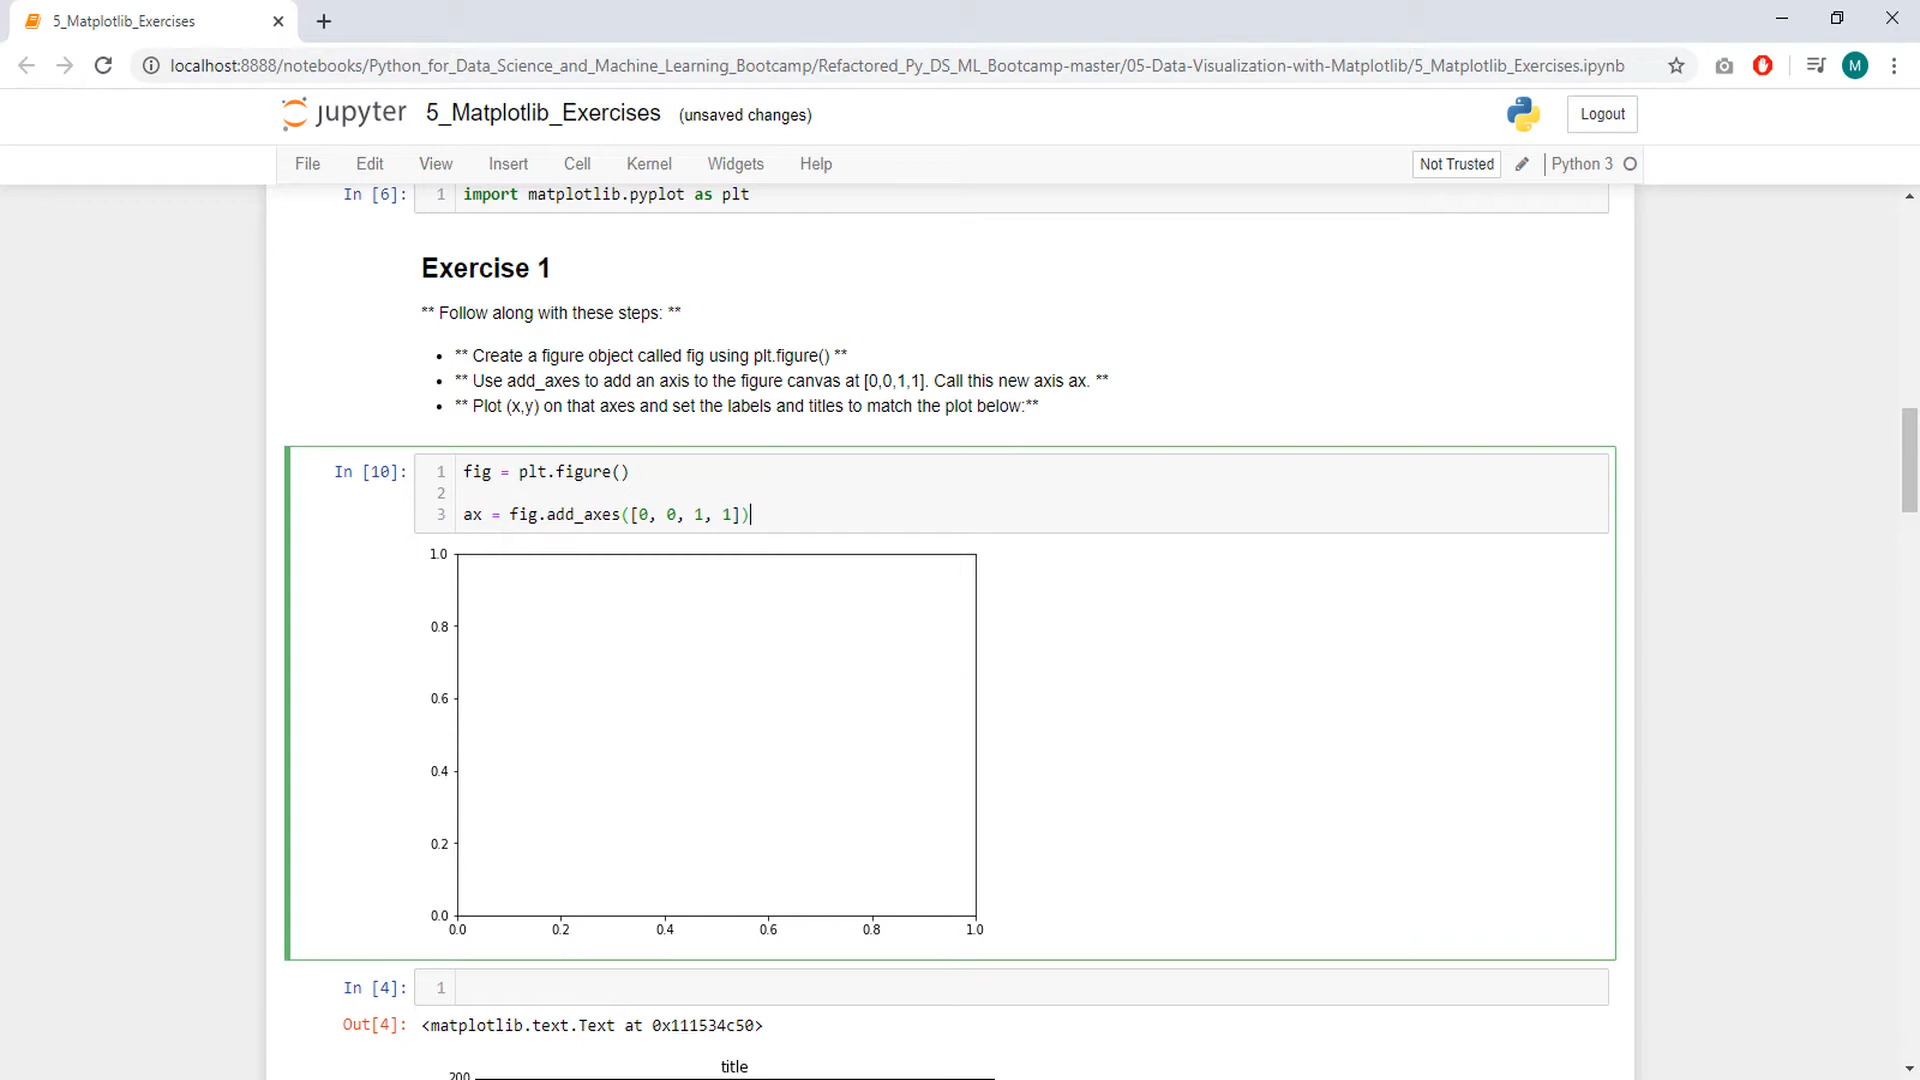 5_Matplotlib_Exercises
localhost:8888/notebooks/Python_for_Data_Science_and_Machine_Learning_Bootcamp/Refactored_Py_DS_ML_Bootcamp-master/05-Data-Visualization-with-Matplotlib/5_Matplotlib_Exercises.ipynb
M
jupyter 5_Matplotlib_Exercises (unsaved changes)
Logout
File Edit View Insert Cell Kernel Widgets Help
Not Trusted
Python 3
In [6]: 1 import matplotlib.pyplot as plt
Exercise 1
** Follow along with these steps: **
• ** Create a figure object called fig using plt.figure() **
• ** Use add_axes to add an axis to the figure canvas at [0,0,1,1]. Call this new axis ax. **
• ** Plot (x,y) on that axes and set the labels and titles to match the plot below:**
In [10]: 1 fig = plt.figure()
2
3 ax = fig.add_axes([0, 0, 1, 1])
1.0
0.8
0.6
0.4
0.2
0.0
0.0 0.2 0.4 0.6 0.8 1.0
In [4]: 1
Out[4]: <matplotlib.text.Text at 0x111534c50>
title
200